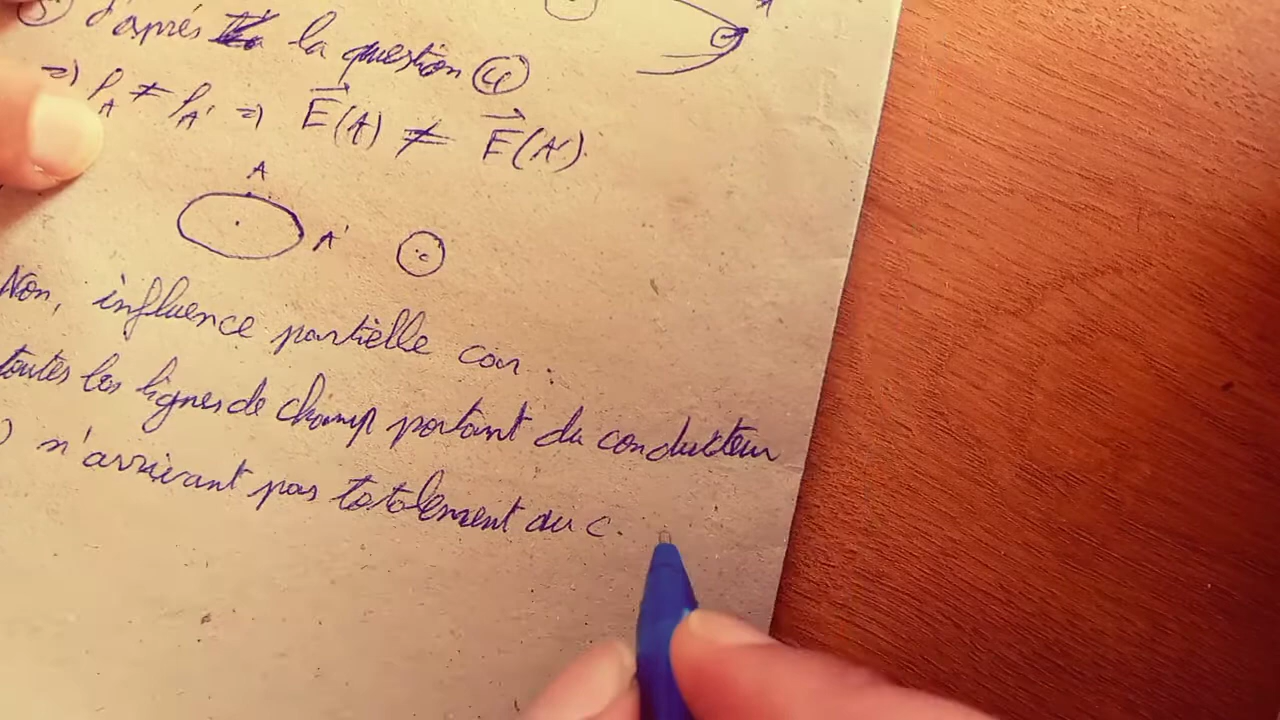 d'après la question ④
=> ρA ≠ ρA' => E⃗(A) ≠ E⃗(A').
A
A' c
Non, influence partielle car :
toutes les lignes de champ partant du conducteur
) n'arrivant pas totalement au c.